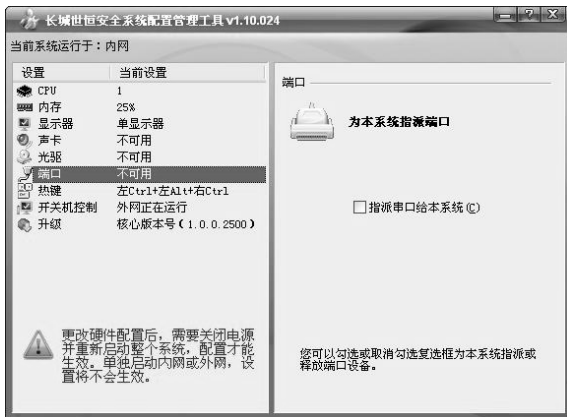 长城世恒安全系统配置管理工具 v1.10.024
当前系统运行于：内网
设置 当前设置
CPU 1
内存 25%
显示器 单显示器
声卡 不可用
光驱 不可用
端口 不可用
热键 左Ctrl+左Alt+右Ctrl
开关机控制 外网正在运行
升级 核心版本号(1.0.0.2500)
更改硬件配置后，需要关闭电源
并重新启动整个系统，配置才能
生效。单独启动内网或外网，设
置将不会生效。
端口
为本系统指派端口
指派串口给本系统(C)
您可以勾选或取消勾选复选框为本系统指派或
释放端口设备。